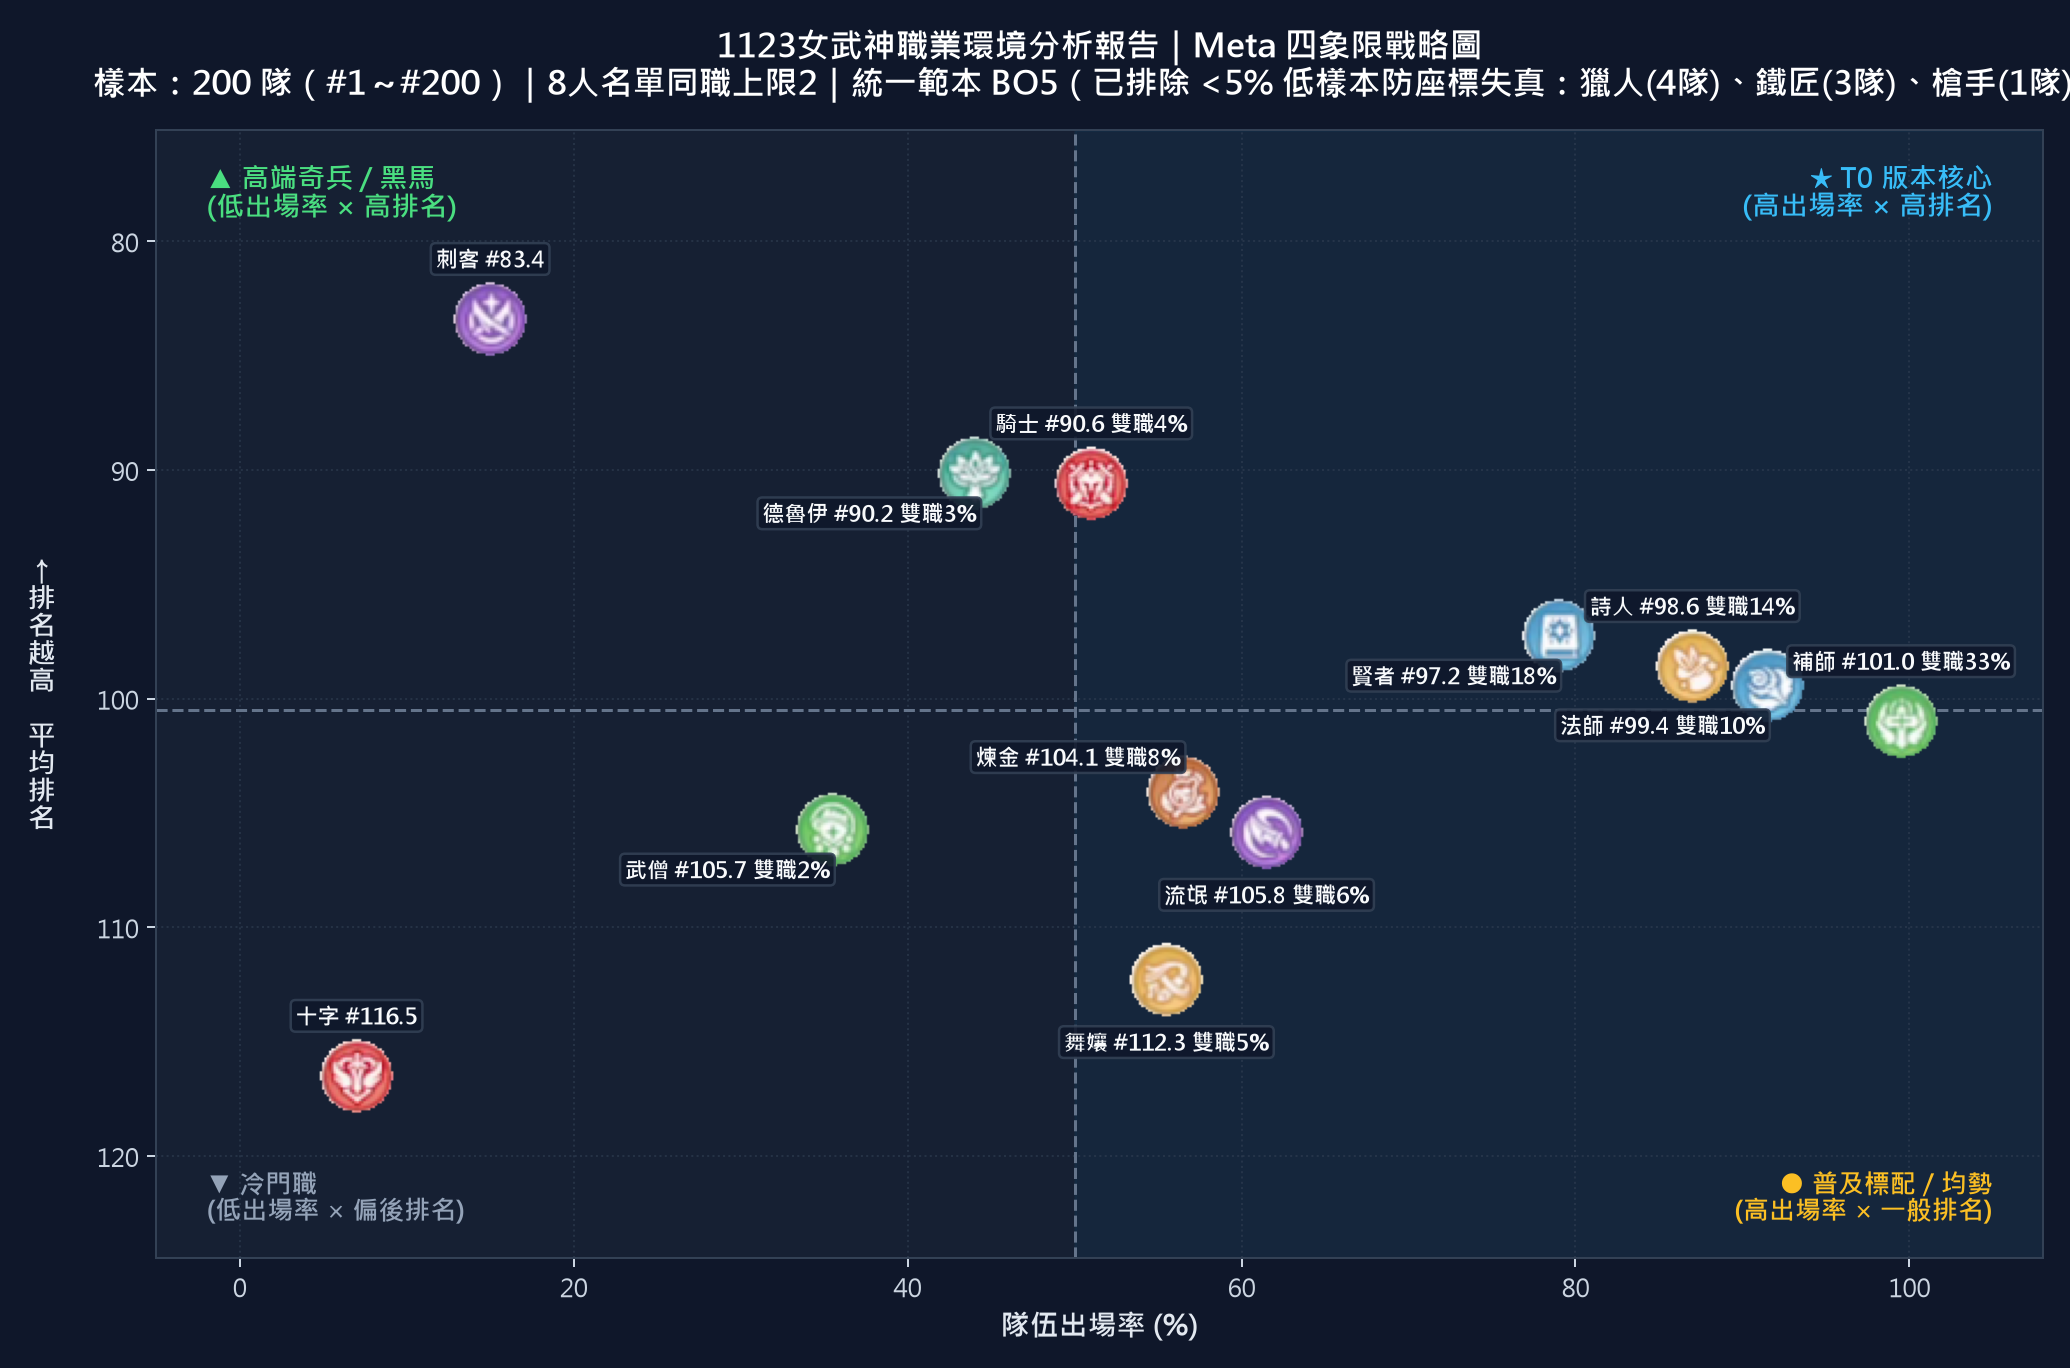 1123女武神職業環境分析報告｜Meta 四象限戰略圖
樣本：200 隊（ #1～#200 ）｜8人名單同職上限2｜統一範本 BO5（ 已排除 <5% 低樣本防座標失真：獵人(4隊)、鐵匠(3隊)、槍手(1隊)
▲ 高端奇兵 / 黑馬
(低出場率 × 高排名)
★ T0 版本核心
(高出場率 × 高排名)
80
刺客 #83.4
騎士 #90.6 雙職4%
90
德魯伊 #90.2 雙職3%
詩人 #98.6 雙職14%
補師 #101.0 雙職33%
賢者 #97.2 雙職18%
100
法師 #99.4 雙職10%
煉金 #104.1 雙職8%
武僧 #105.7 雙職2%
流氓 #105.8 雙職6%
110
十字 #116.5
舞孃 #112.3 雙職5%
120
▼ 冷門職
(低出場率 × 偏後排名)
● 普及標配 / 均勢
(高出場率 × 一般排名)
↑排名越高　平均排名
0 20 40 60 80 100
隊伍出場率 (%)